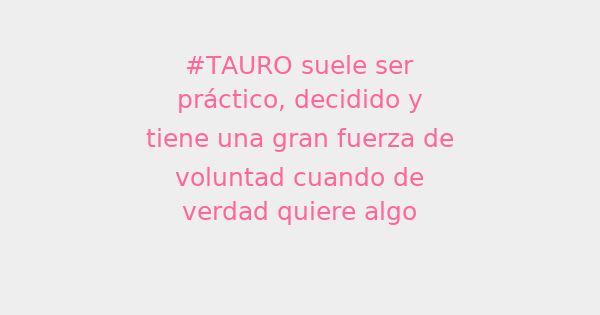 #TAURO suele ser
práctico, decidido y
tiene una gran fuerza de
voluntad cuando de
verdad quiere algo